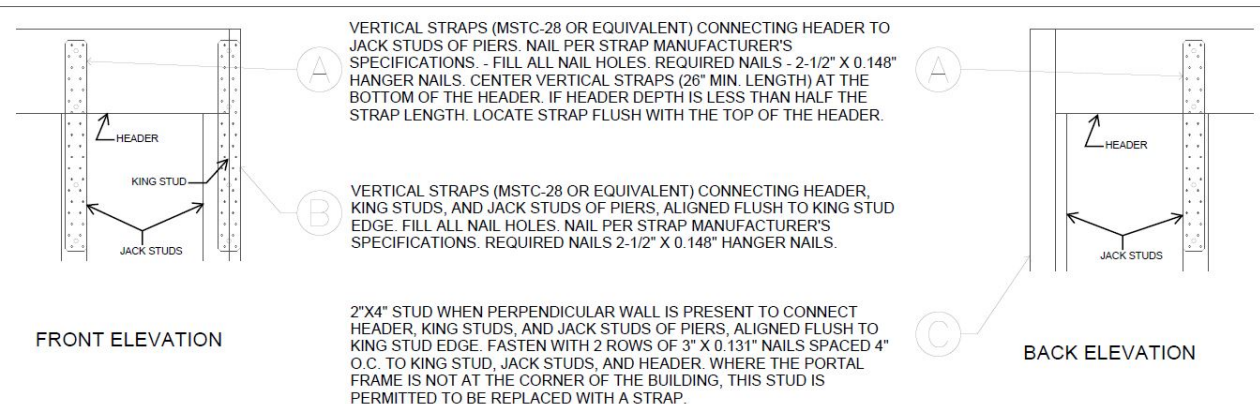 VERTICAL STRAPS (MSTC-28 OR EQUIVALENT) CONNECTING HEADER TO
JACK STUDS OF PIERS. NAIL PER STRAP MANUFACTURER'S
SPECIFICATIONS. - FILL ALL NAIL HOLES. REQUIRED NAILS - 2-1/2" X 0.148"
HANGER NAILS. CENTER VERTICAL STRAPS (26" MIN. LENGTH) AT THE
BOTTOM OF THE HEADER. IF HEADER DEPTH IS LESS THAN HALF THE
STRAP LENGTH. LOCATE STRAP FLUSH WITH THE TOP OF THE HEADER.
A
A
HEADER
KING STUD
JACK STUDS
FRONT ELEVATION
B
VERTICAL STRAPS (MSTC-28 OR EQUIVALENT) CONNECTING HEADER,
KING STUDS, AND JACK STUDS OF PIERS, ALIGNED FLUSH TO KING STUD
EDGE. FILL ALL NAIL HOLES. NAIL PER STRAP MANUFACTURER'S
SPECIFICATIONS. REQUIRED NAILS 2-1/2" X 0.148" HANGER NAILS.
2"X4" STUD WHEN PERPENDICULAR WALL IS PRESENT TO CONNECT
HEADER, KING STUDS, AND JACK STUDS OF PIERS, ALIGNED FLUSH TO
KING STUD EDGE. FASTEN WITH 2 ROWS OF 3" X 0.131" NAILS SPACED 4"
O.C. TO KING STUD, JACK STUDS, AND HEADER. WHERE THE PORTAL
FRAME IS NOT AT THE CORNER OF THE BUILDING, THIS STUD IS
PERMITTED TO BE REPLACED WITH A STRAP.
C
HEADER
JACK STUDS
BACK ELEVATION